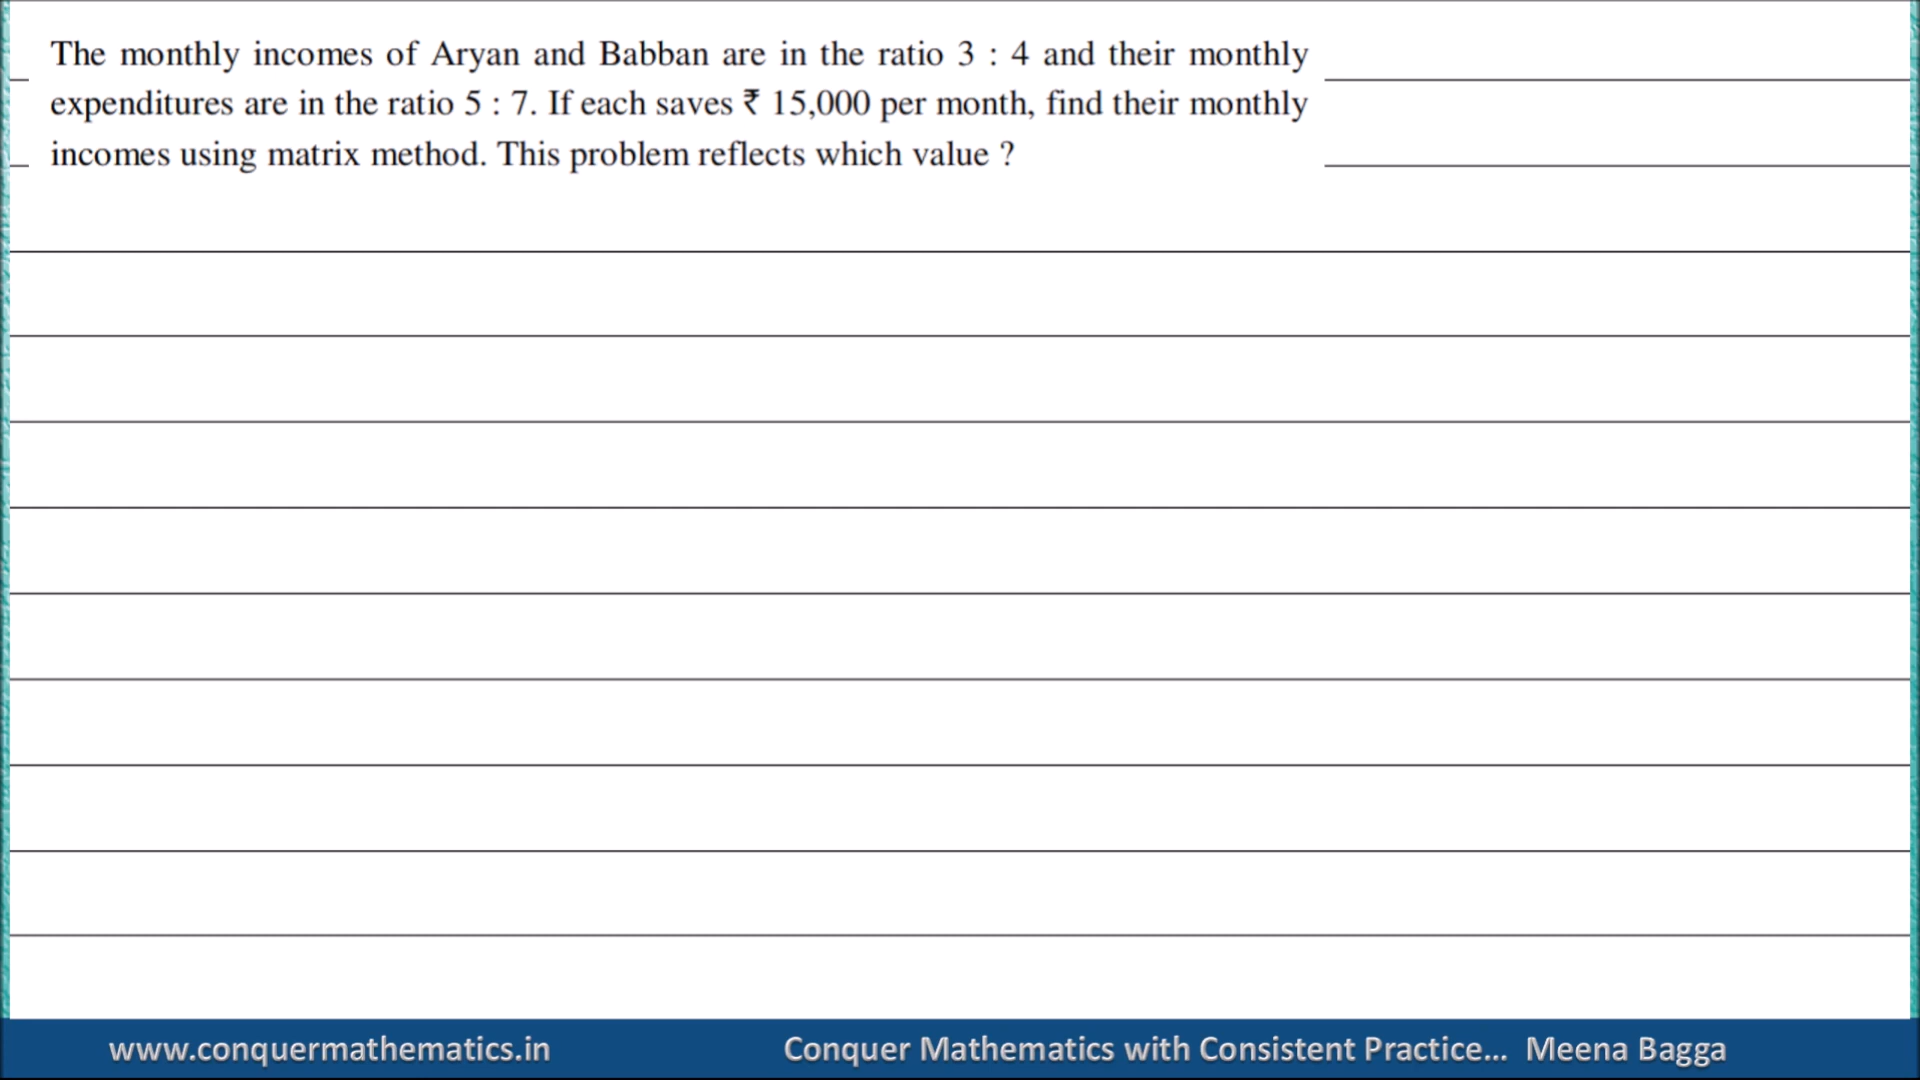 The monthly incomes of Aryan and Babban are in the ratio 3 : 4 and their monthly
expenditures are in the ratio 5 : 7. If each saves ₹ 15,000 per month, find their monthly
incomes using matrix method. This problem reflects which value ?
www.conquermathematics.in
Conquer Mathematics with Consistent Practice... Meena Bagga